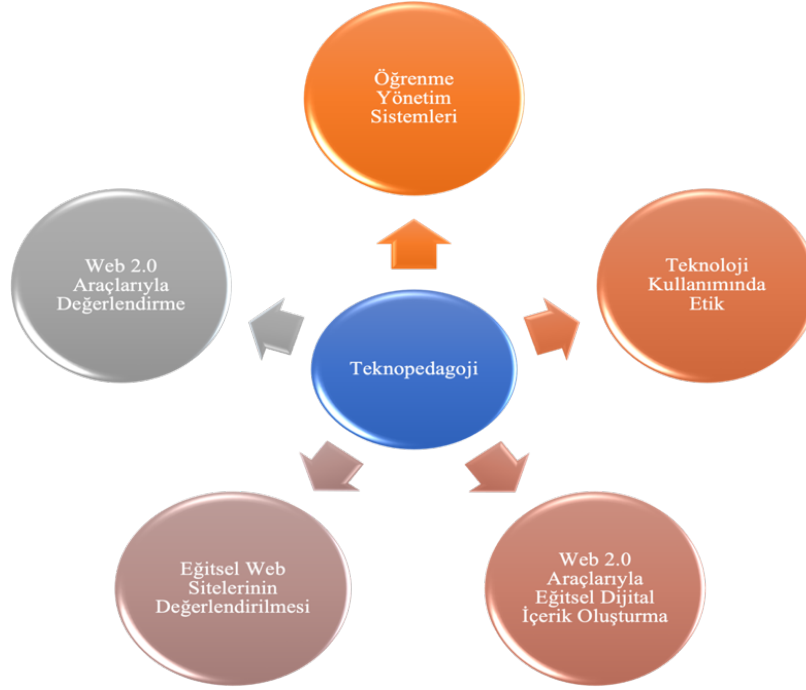 Öğrenme
Yönetim
Sistemleri
Web 2.0
Araçlarıyla
Değerlendirme
Teknoloji
Kullanımında
Etik
Teknopedagoji
Eğitsel Web
Sitelerinin
Değerlendirilmesi
Web 2.0
Araçlarıyla
Eğitsel Dijital
İçerik Oluşturma